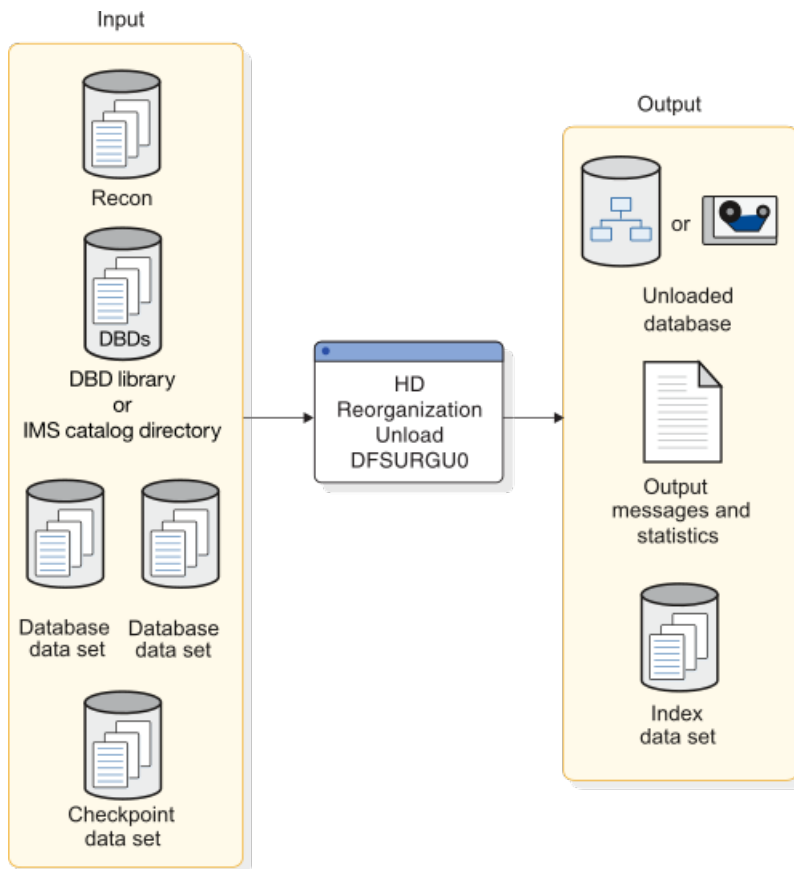 Input
Recon
DBDs
DBD library
or
IMS catalog directory
Database
data set
Database
data set
Checkpoint
data set
HD
Reorganization
Unload
DFSURGU0
Output
or
Unloaded
database
Output
messages and
statistics
Index
data set